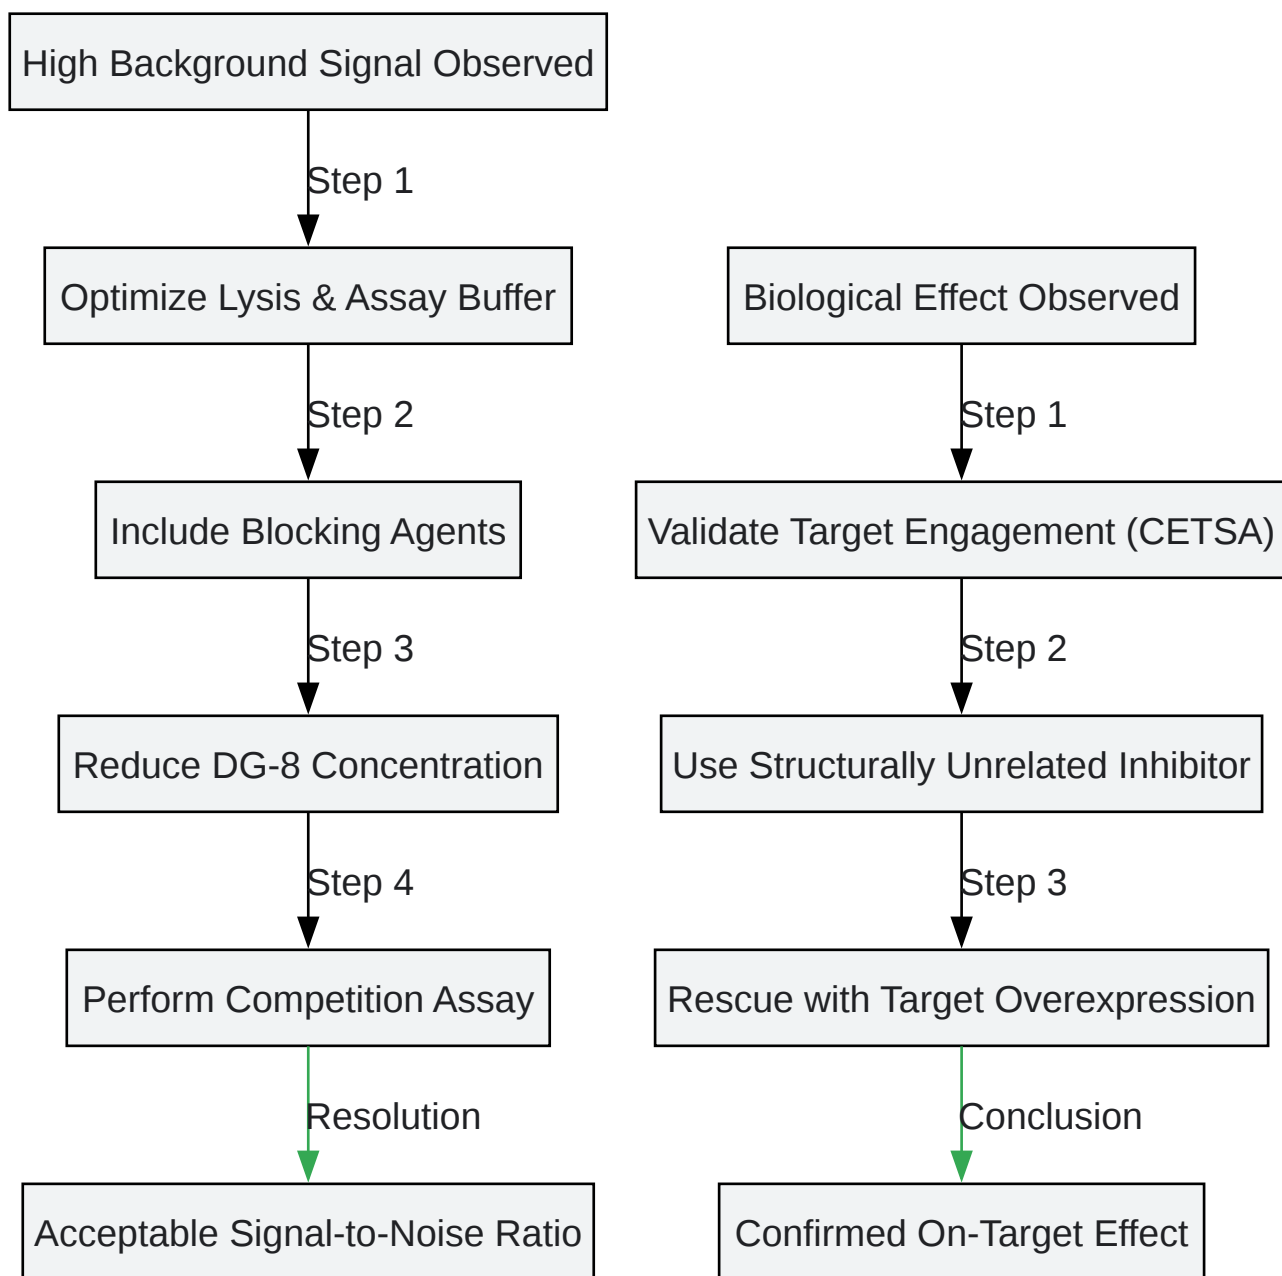 High Background Signal Observed
Step 1
Optimize Lysis & Assay Buffer
Step 2
Include Blocking Agents
Step 3
Reduce DG-8 Concentration
Step 4
Perform Competition Assay
Resolution
Acceptable Signal-to-Noise Ratio
Biological Effect Observed
Step 1
Validate Target Engagement (CETSA)
Step 2
Use Structurally Unrelated Inhibitor
Step 3
Rescue with Target Overexpression
Conclusion
Confirmed On-Target Effect